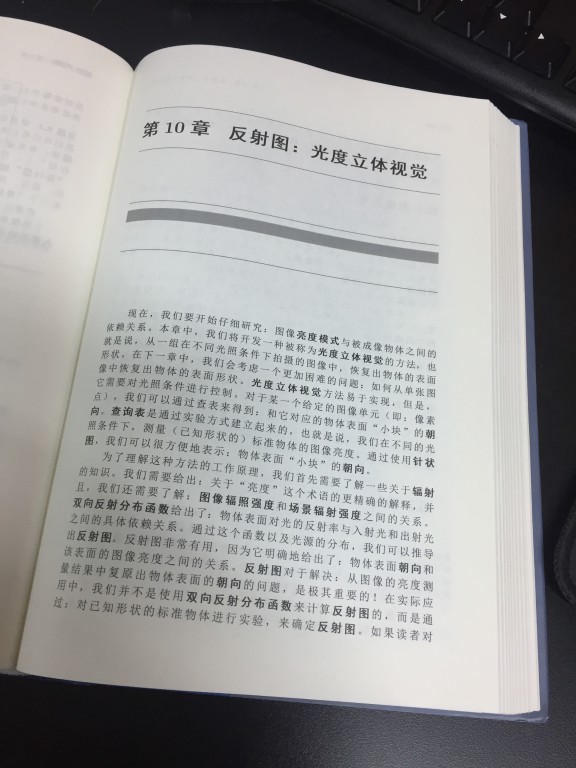 第 10 章 反射图：光度立体视觉
现在，我们要开始仔细研究：图像亮度模式与被成像物体之间的
依赖关系。本章中，我们将开发一种被称为光度立体视觉的方法，也
就是说，从一组在不同光照条件下拍摄的图像中，恢复出物体的表面
形状。在下一章中，我们会考虑一个更加困难的问题：如何从单张图
像中恢复出物体的表面形状。光度立体视觉方法易于实现，但是，
它需要对光照条件进行控制。对于某一个给定的图像单元（即：像素
点），我们可以通过查表来得到：和它对应的物体表面“小块”的朝
向。查询表是通过实验方式建立起来的，也就是说，我们在不同的光
照条件下，测量（已知形状的）标准物体的图像亮度。通过使用针状
图，我们可以很方便地表示：物体表面“小块”的朝向。
为了理解这种方法的工作原理，我们首先需要了解一些关于辐射
的知识。我们需要给出：关于“亮度”这个术语的更精确的解释，并
且，我们还需要了解：图像辐照强度和场景辐射强度之间的关系。
双向反射分布函数给出了：物体表面对光的反射率与入射光和出射光
之间的具体依赖关系。通过这个函数以及光源的分布，我们可以推导
出反射图。反射图非常有用，因为它明确地给出了：物体表面朝向和
该表面的图像亮度之间的关系。反射图对于解决：从图像的亮度测
量结果中复原出物体表面的朝向的问题，是极其重要的！在实际应
用中，我们并不是使用双向反射分布函数来计算反射图的，而是通
过：对已知形状的标准物体进行实验，来确定反射图。如果读者对